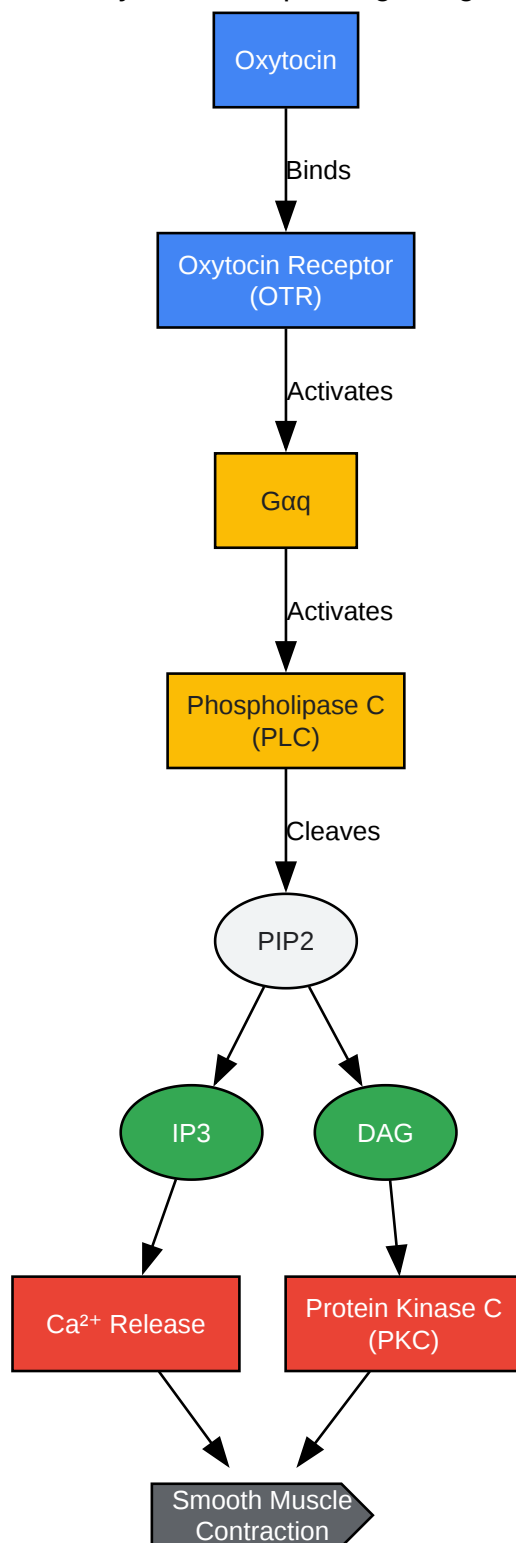 Oxytocin
Binds
Oxytocin Receptor
(OTR)
Activates
Gαq
Activates
Phospholipase C
(PLC)
Cleaves
PIP2
IP3
DAG
Ca²⁺ Release
Protein Kinase C
(PKC)
Smooth Muscle
Contraction